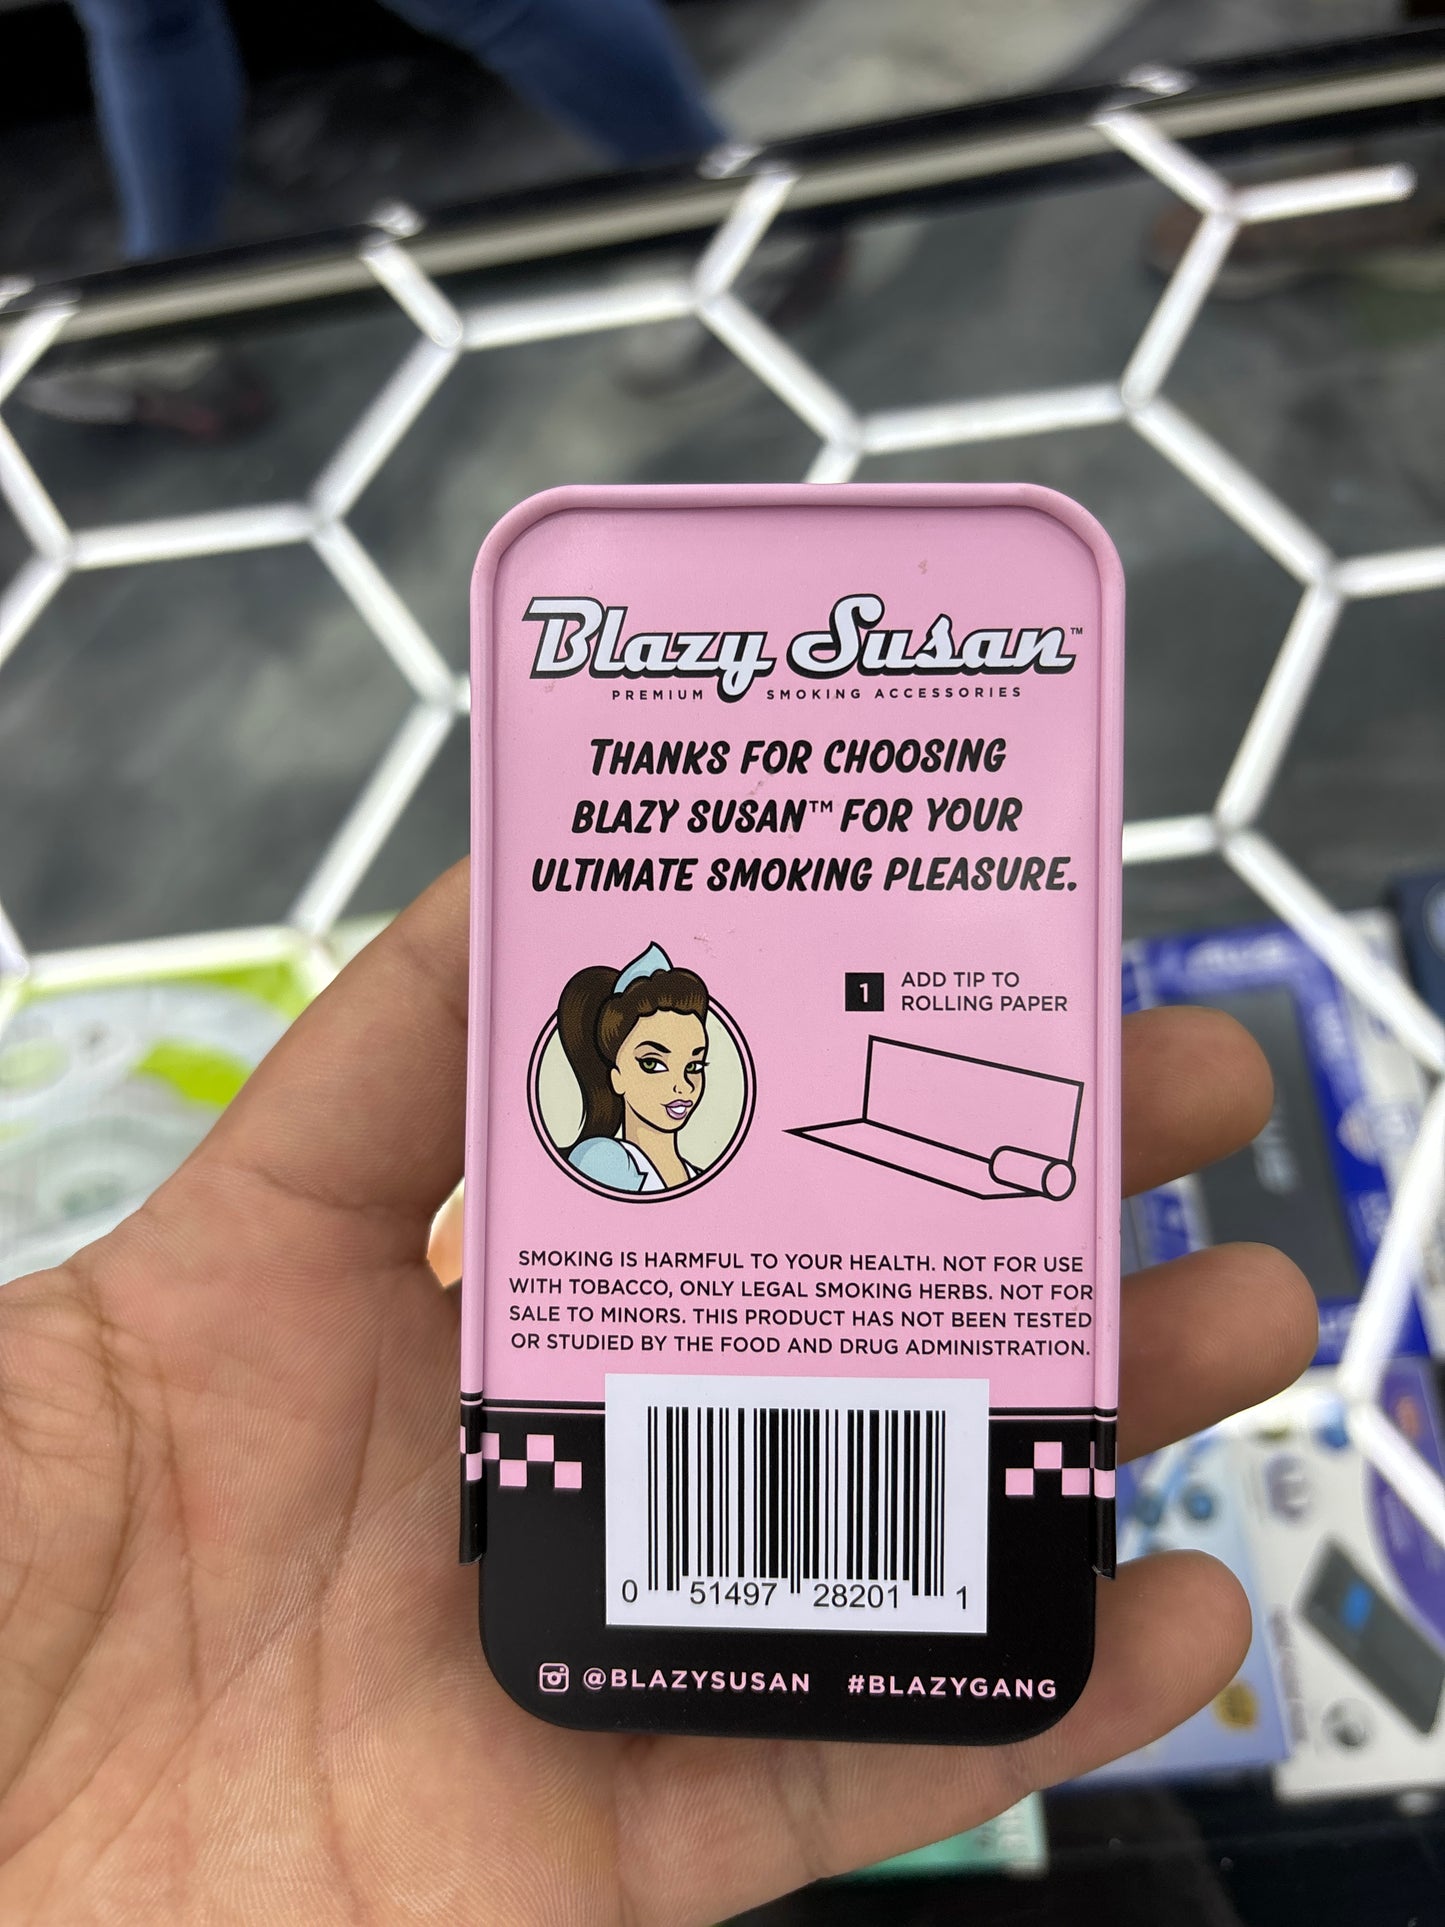 Blazy Susan™
PREMIUM SMOKING ACCESSORIES
THANKS FOR CHOOSING
BLAZY SUSAN™ FOR YOUR
ULTIMATE SMOKING PLEASURE.
1 ADD TIP TO
ROLLING PAPER
SMOKING IS HARMFUL TO YOUR HEALTH. NOT FOR USE
WITH TOBACCO, ONLY LEGAL SMOKING HERBS. NOT FOR
SALE TO MINORS. THIS PRODUCT HAS NOT BEEN TESTED
OR STUDIED BY THE FOOD AND DRUG ADMINISTRATION.
0 51497 28201 1
@BLAZYSUSAN #BLAZYGANG